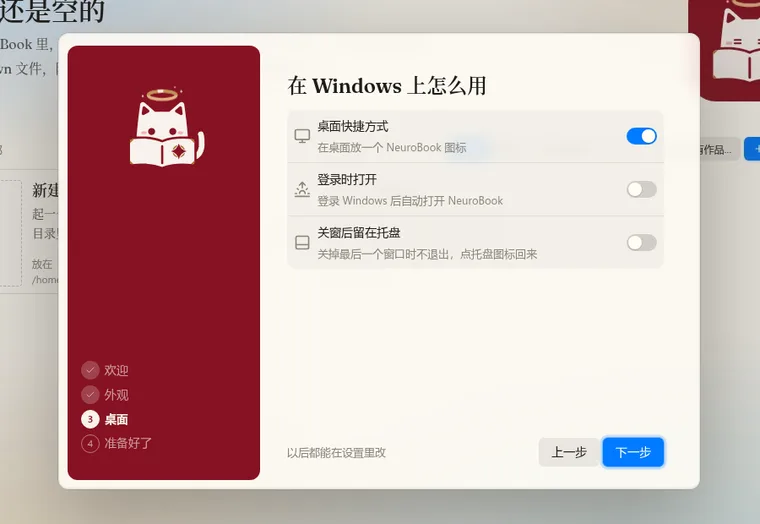 还是空的
Book 里,
wn 文件,
新建
起一
目录
放在
/home
在 Windows 上怎么用
桌面快捷方式
在桌面放一个 NeuroBook 图标
登录时打开
登录 Windows 后自动打开 NeuroBook
关窗后留在托盘
关掉最后一个窗口时不退出，点托盘图标回来
欢迎
外观
3 桌面
4 准备好了
以后都能在设置里改
上一步
下一步
有作品...